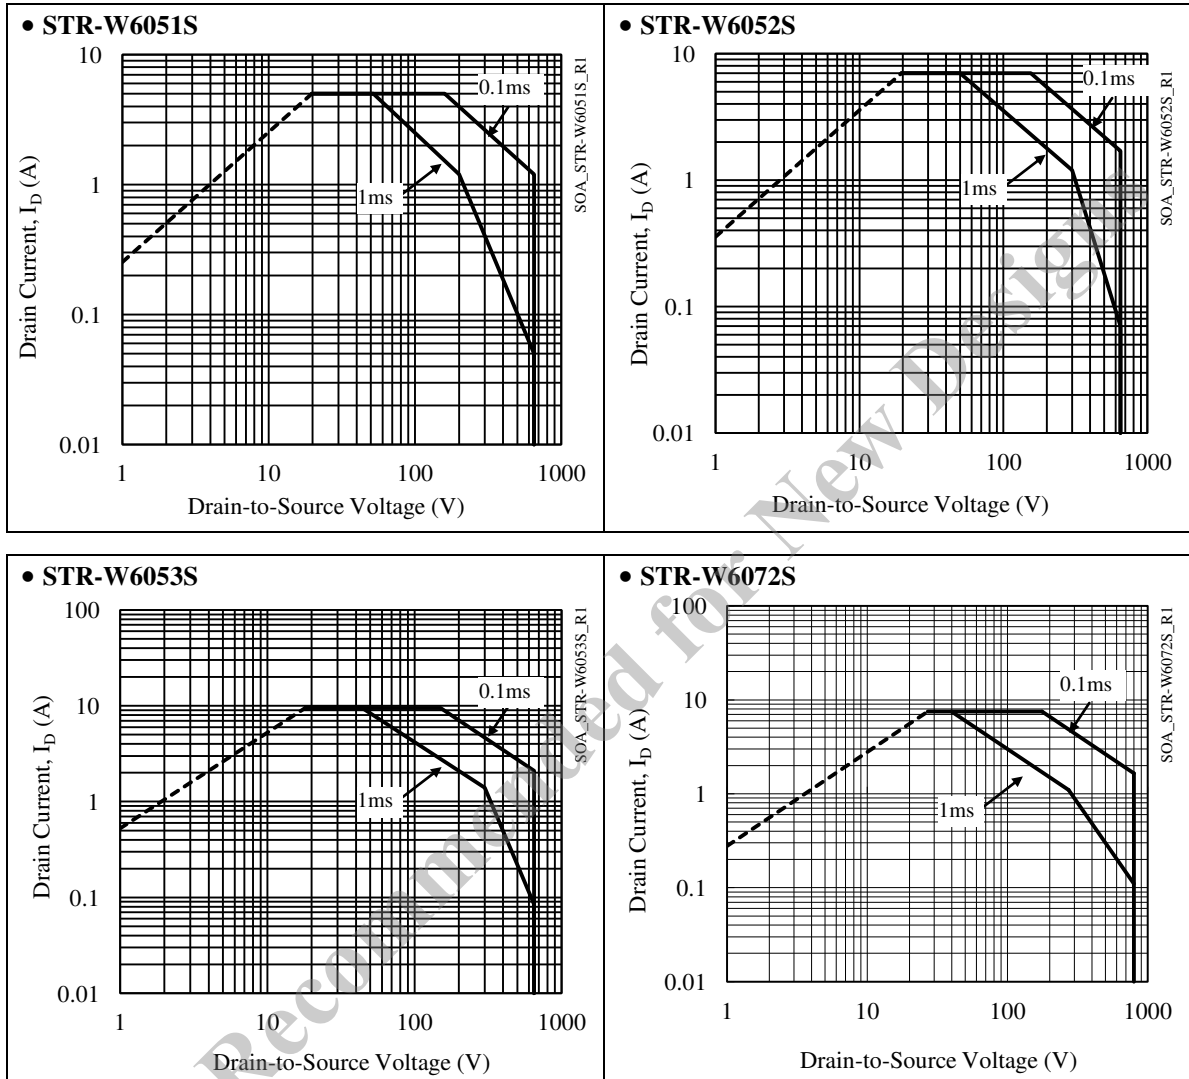 • STR-W6051S
10
1
0.1
0.01
1
10
100
1000
Drain Current, I_D (A)
Drain-to-Source Voltage (V)
0.1ms
1ms
SOA_STR-W6051S_R1
• STR-W6052S
10
1
0.1
0.01
1
10
100
1000
Drain Current, I_D (A)
Drain-to-Source Voltage (V)
0.1ms
1ms
SOA_STR-W6052S_R1
• STR-W6053S
100
10
1
0.1
0.01
1
10
100
1000
Drain Current, I_D (A)
Drain-to-Source Voltage (V)
0.1ms
1ms
SOA_STR-W6053S_R1
• STR-W6072S
100
10
1
0.1
0.01
1
10
100
1000
Drain Current, I_D (A)
Drain-to-Source Voltage (V)
0.1ms
1ms
SOA_STR-W6072S_R1
Recommended for New Designs